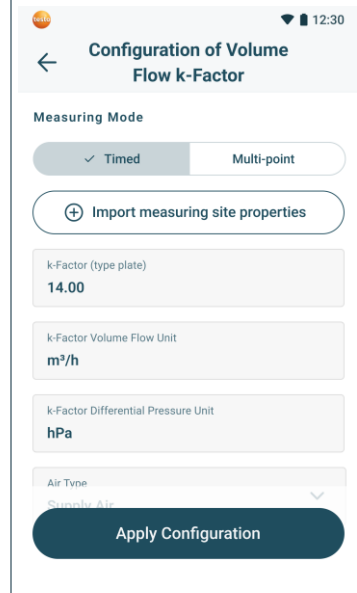 testo
12:30
Configuration of Volume
Flow k-Factor
Measuring Mode
Timed
Multi-point
Import measuring site properties
k-Factor (type plate)
14.00
k-Factor Volume Flow Unit
m³/h
k-Factor Differential Pressure Unit
hPa
Air Type
Supply Air
Apply Configuration